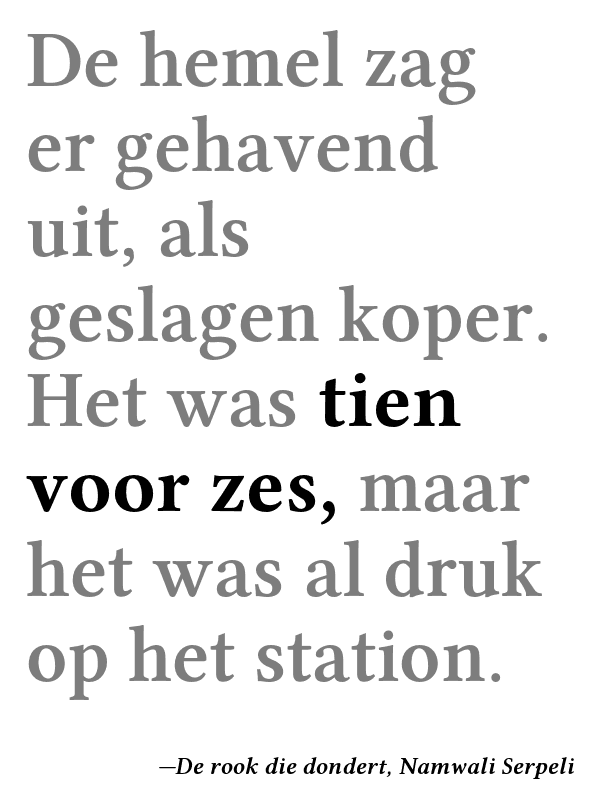 De hemel zag
er gehavend
uit, als
geslagen koper.
Het was tien
voor zes, maar
het was al druk
op het station.
—De rook die dondert, Namwali Serpeli